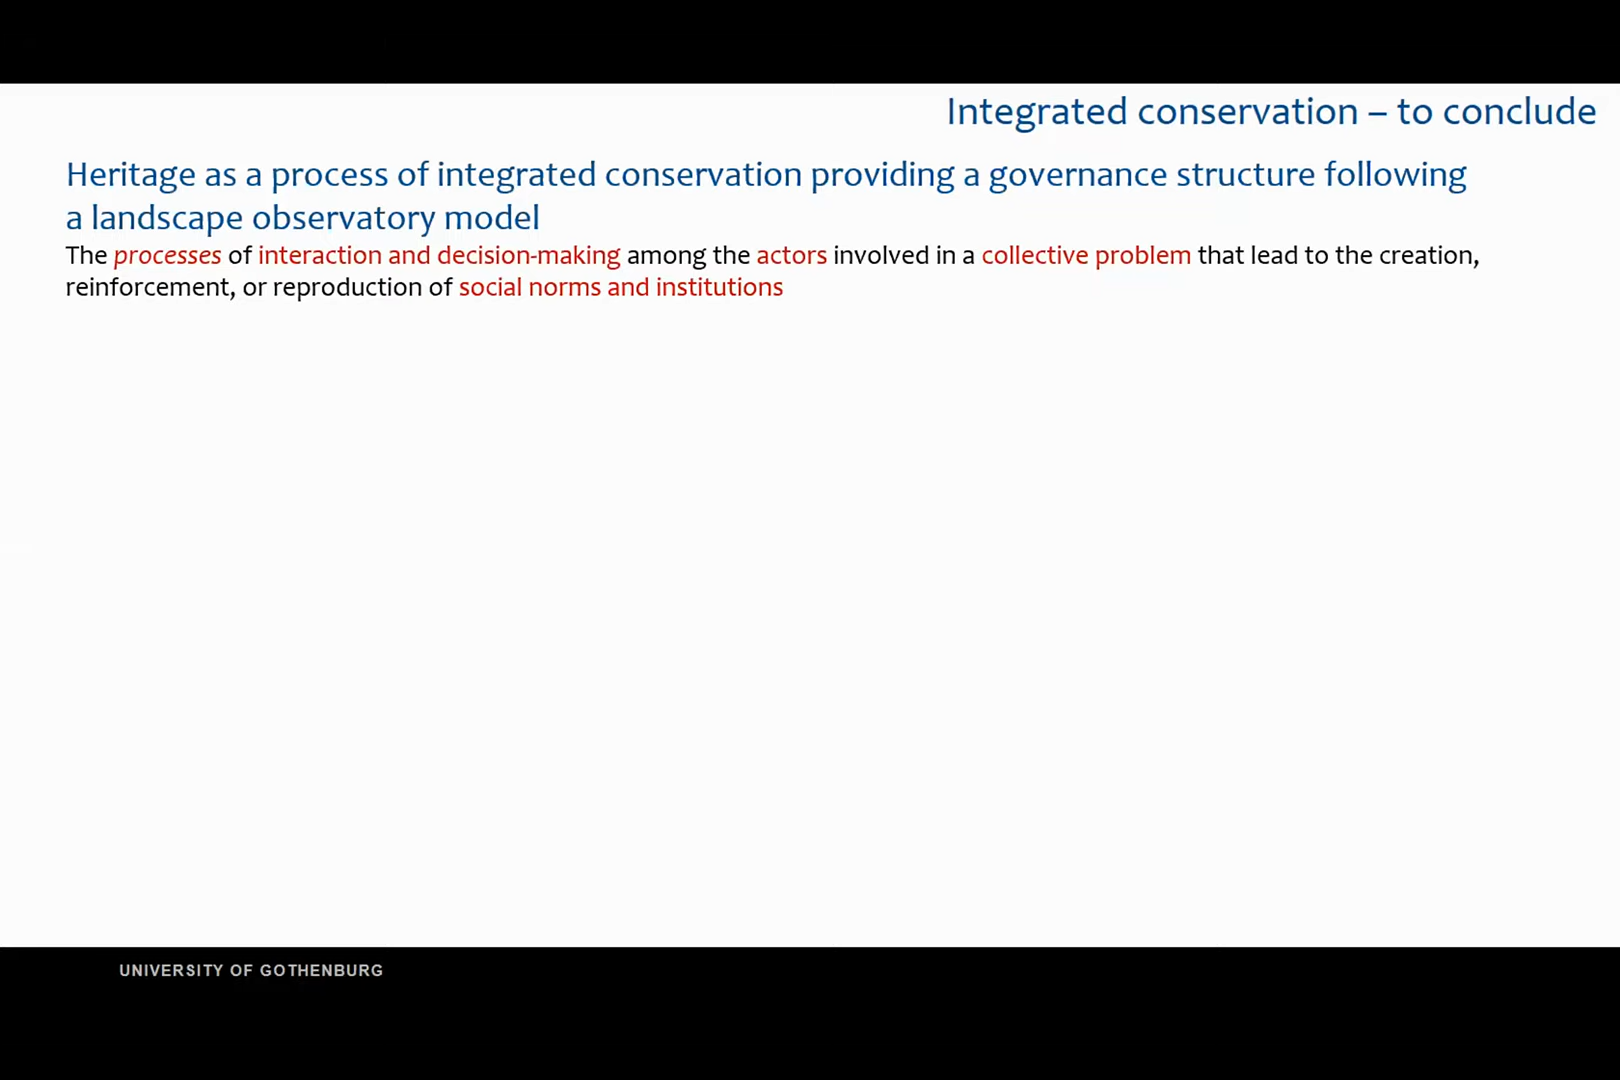 Integrated conservation – to conclude
Heritage as a process of integrated conservation providing a governance structure following
a landscape observatory model
The processes of interaction and decision-making among the actors involved in a collective problem that lead to the creation,
reinforcement, or reproduction of social norms and institutions
UNIVERSITY OF GOTHENBURG